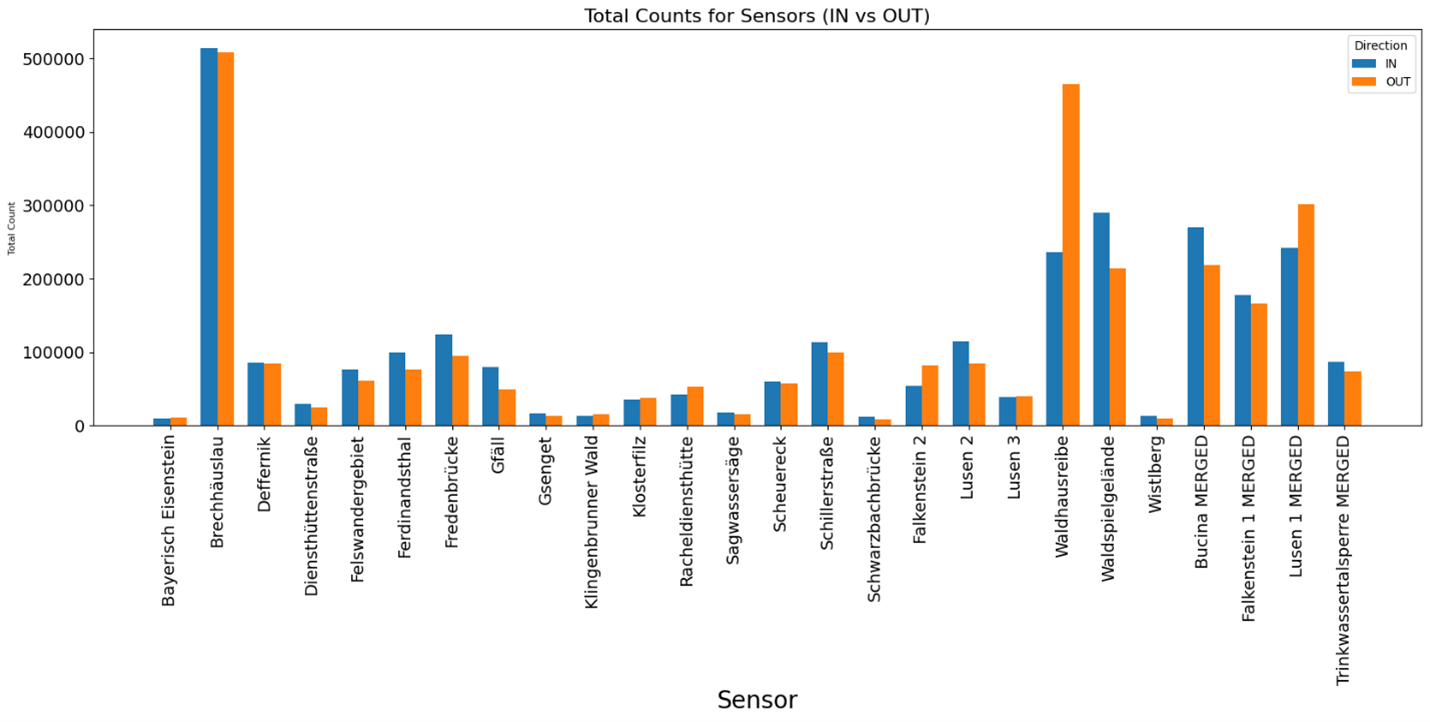 Total Counts for Sensors (IN vs OUT)
Direction
IN
OUT
500000
400000
300000
200000
100000
0
Total Count
Bayerisch Eisenstein
Brechhäuslau
Deffernik
Diensthüttenstraße
Felswandergebiet
Ferdinandsthal
Fredenbrücke
Gfäll
Gsenget
Klingenbrunner Wald
Klosterfilz
Racheldiensthütte
Sagwassersäge
Scheuereck
Schillerstraße
Schwarzbachbrücke
Falkenstein 2
Lusen 2
Lusen 3
Waldhausreibe
Waldspielgelände
Wistlberg
Bucina MERGED
Falkenstein 1 MERGED
Lusen 1 MERGED
Trinkwassertalsperre MERGED
Sensor